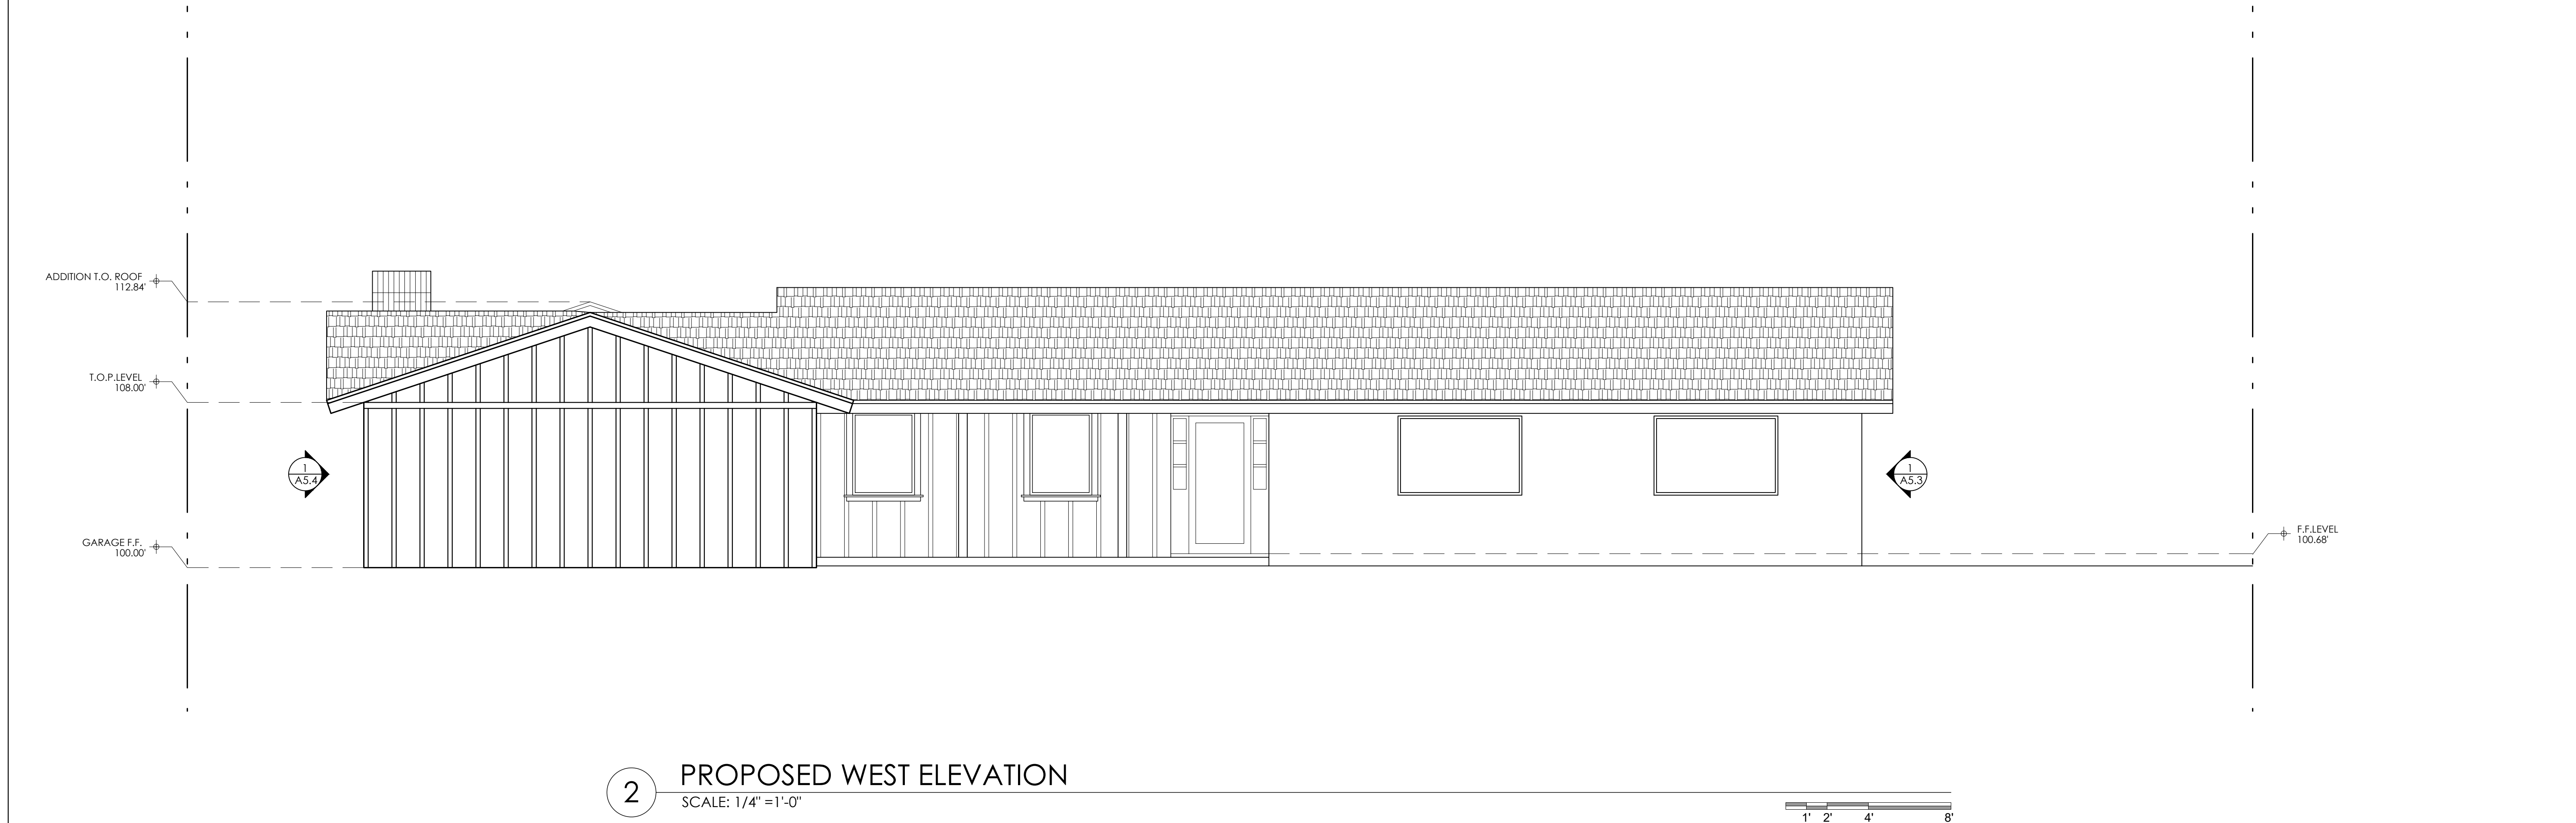 ADDITION T.O. ROOF
112.84'
T.O.P.LEVEL
108.00'
1
A5.4
1
A5.3
GARAGE F.F.
100.00'
F.F.LEVEL
100.68'
2
PROPOSED WEST ELEVATION
SCALE: 1/4" =1'-0"
1' 2' 4' 8'